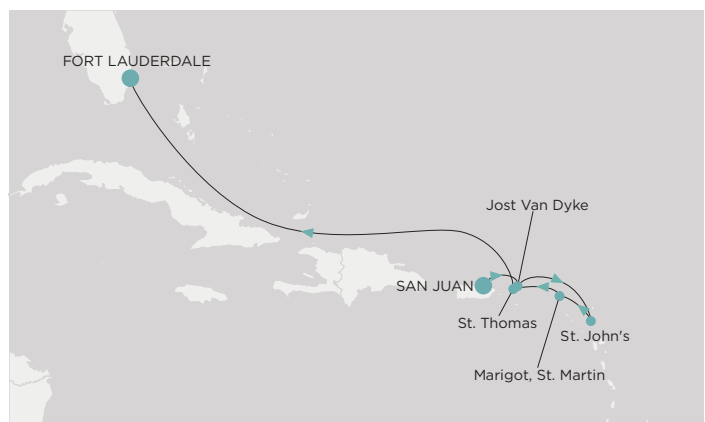 FORT LAUDERDALE
Jost Van Dyke
SAN JUAN
St. Thomas
St. John's
Marigot, St. Martin